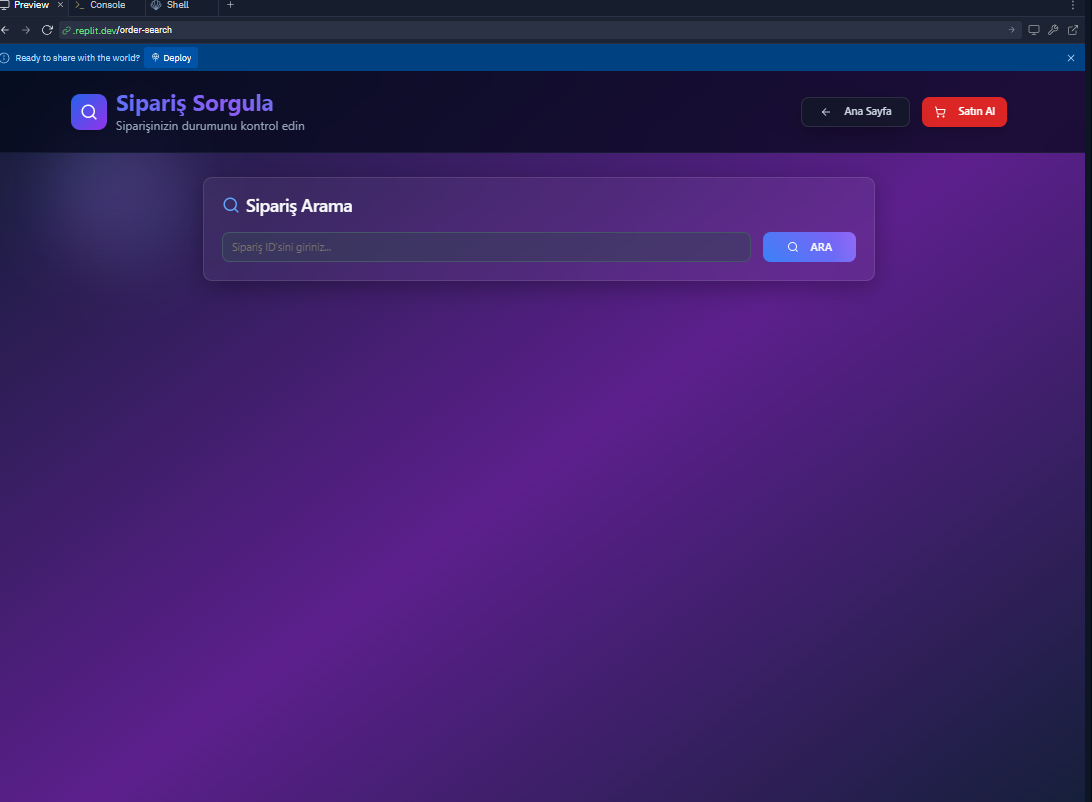 Preview
Console
Shell
.replit.dev/order-search
Ready to share with the world?
Deploy
Sipariş Sorgula
Siparişinizin durumunu kontrol edin
Ana Sayfa
Satın Al
Sipariş Arama
Sipariş ID'sini giriniz...
ARA